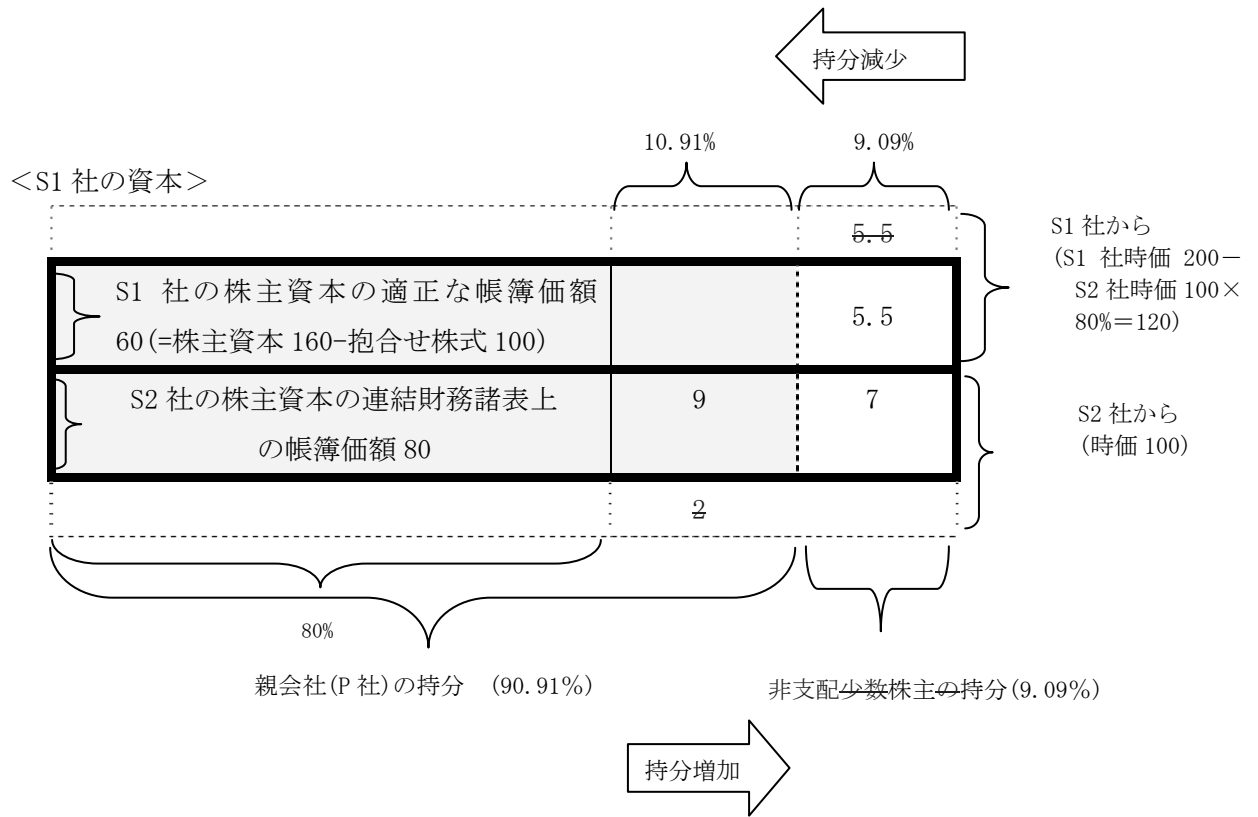 持分減少
10.91%
9.09%
＜S1 社の資本＞
5.5
S1 社から
(S1 社時価 200－
S2 社時価 100×
80%＝120)
S1 社の株主資本の適正な帳簿価額
60(=株主資本 160-抱合せ株式 100)
5.5
S2 社の株主資本の連結財務諸表上
の帳簿価額 80
9
7
S2 社から
(時価 100)
2
80%
親会社(P 社)の持分 (90.91%)
非支配少数株主の持分(9.09%)
持分増加